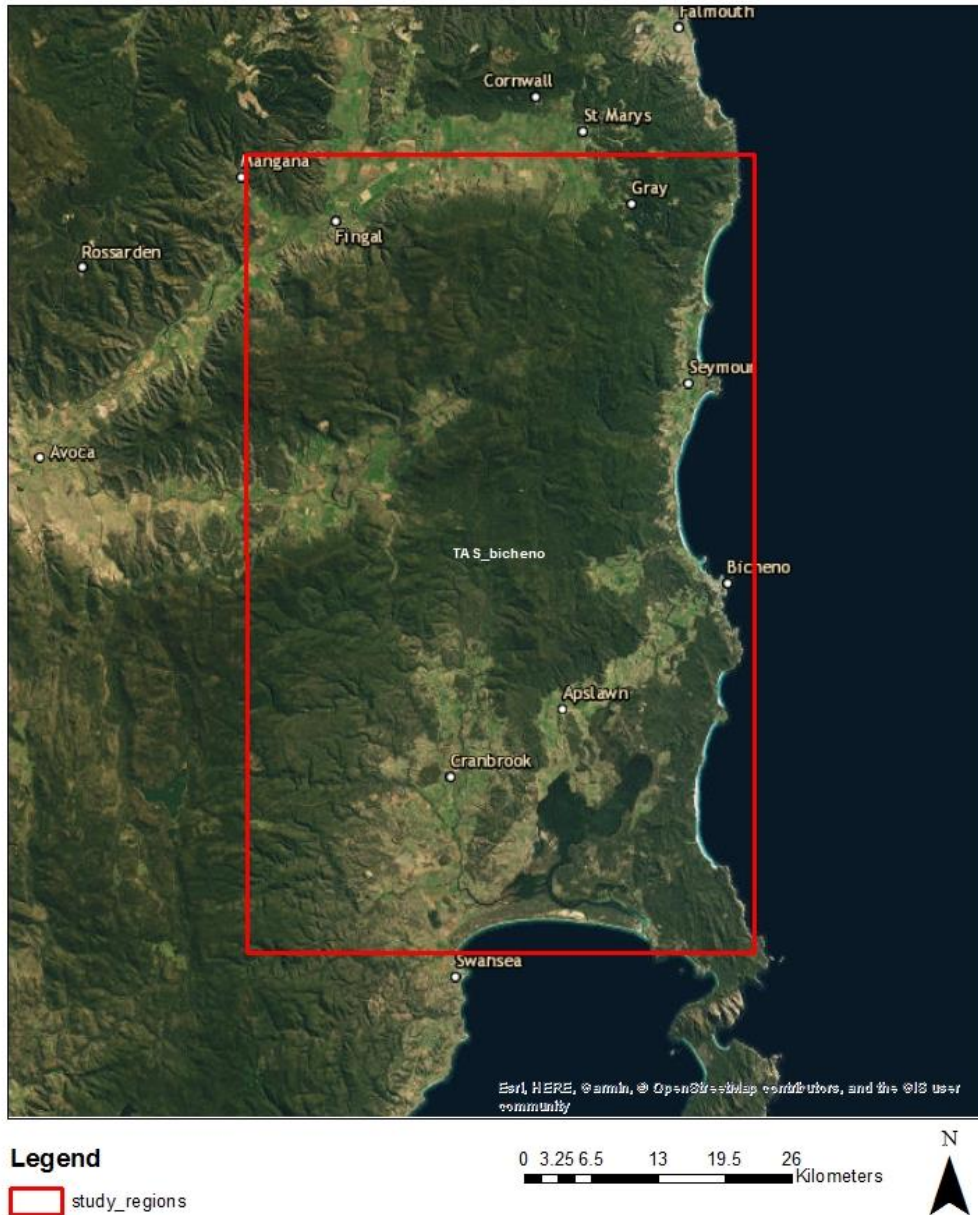 Falmouth
Cornwall
St Marys
Mangana
Gray
Fingal
Rossarden
Seymour
Avoca
TAS_bicheno
Bicheno
Apslawn
Cranbrook
Swansea
Esri, HERE, Garmin, © OpenStreetMap contributors, and the GIS user
community
Legend
study_regions
0 3.25 6.5 13 19.5 26
Kilometers
N